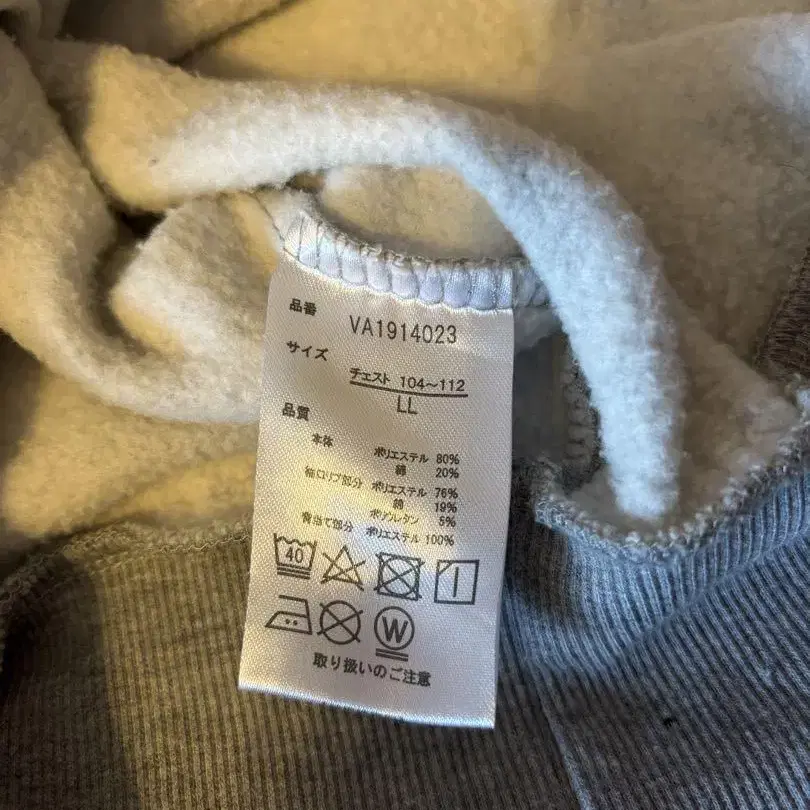 品番 VA1914023
サイズ チェスト 104~112
LL
品質
本体 ポリエステル 80%
綿 20%
袖口リブ部分 ポリエステル 76%
綿 19%
ポリウレタン 5%
背当て部分 ポリエステル 100%
40
W
取り扱いのご注意